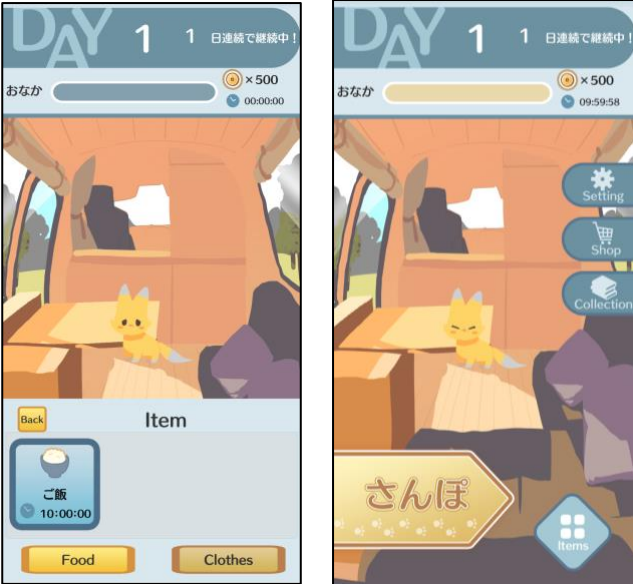 DAY 1 1 日連続で継続中！
おなか ×500
00:00:00
Back Item
ご飯
10:00:00
Food Clothes
DAY 1 1 日連続で継続中！
おなか ×500
09:59:58
Setting
Shop
Collection
さんぽ
Items